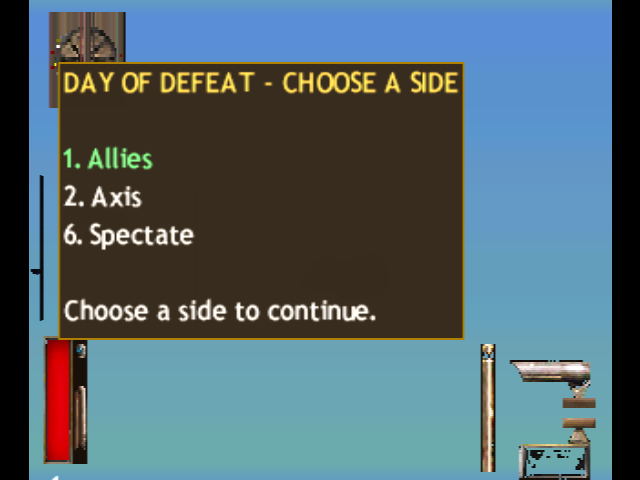 DAY OF DEFEAT - CHOOSE A SIDE
1. Allies
2. Axis
6. Spectate
Choose a side to continue.